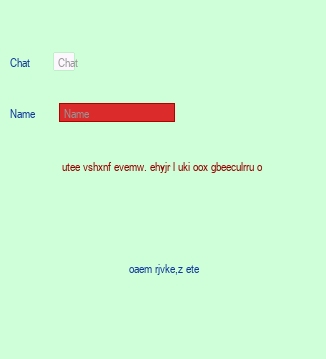 Chat Chat
Name Name
utee vshxnf evemw. ehyjr l uki oox gbeeculrru o
oaem rjvke,z ete